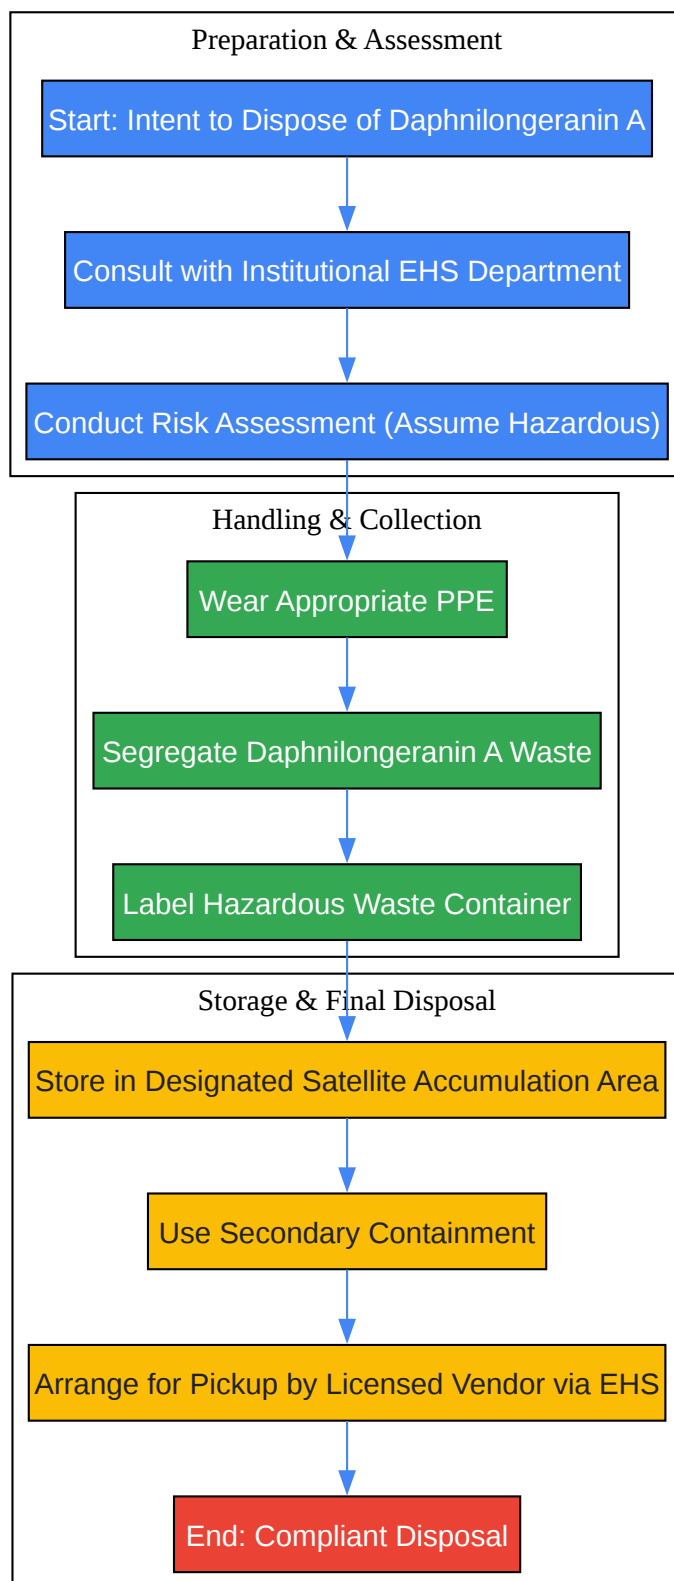 Preparation & Assessment
Start: Intent to Dispose of Daphnilongeranin A
Consult with Institutional EHS Department
Conduct Risk Assessment (Assume Hazardous)
Handling & Collection
Wear Appropriate PPE
Segregate Daphnilongeranin A Waste
Label Hazardous Waste Container
Storage & Final Disposal
Store in Designated Satellite Accumulation Area
Use Secondary Containment
Arrange for Pickup by Licensed Vendor via EHS
End: Compliant Disposal